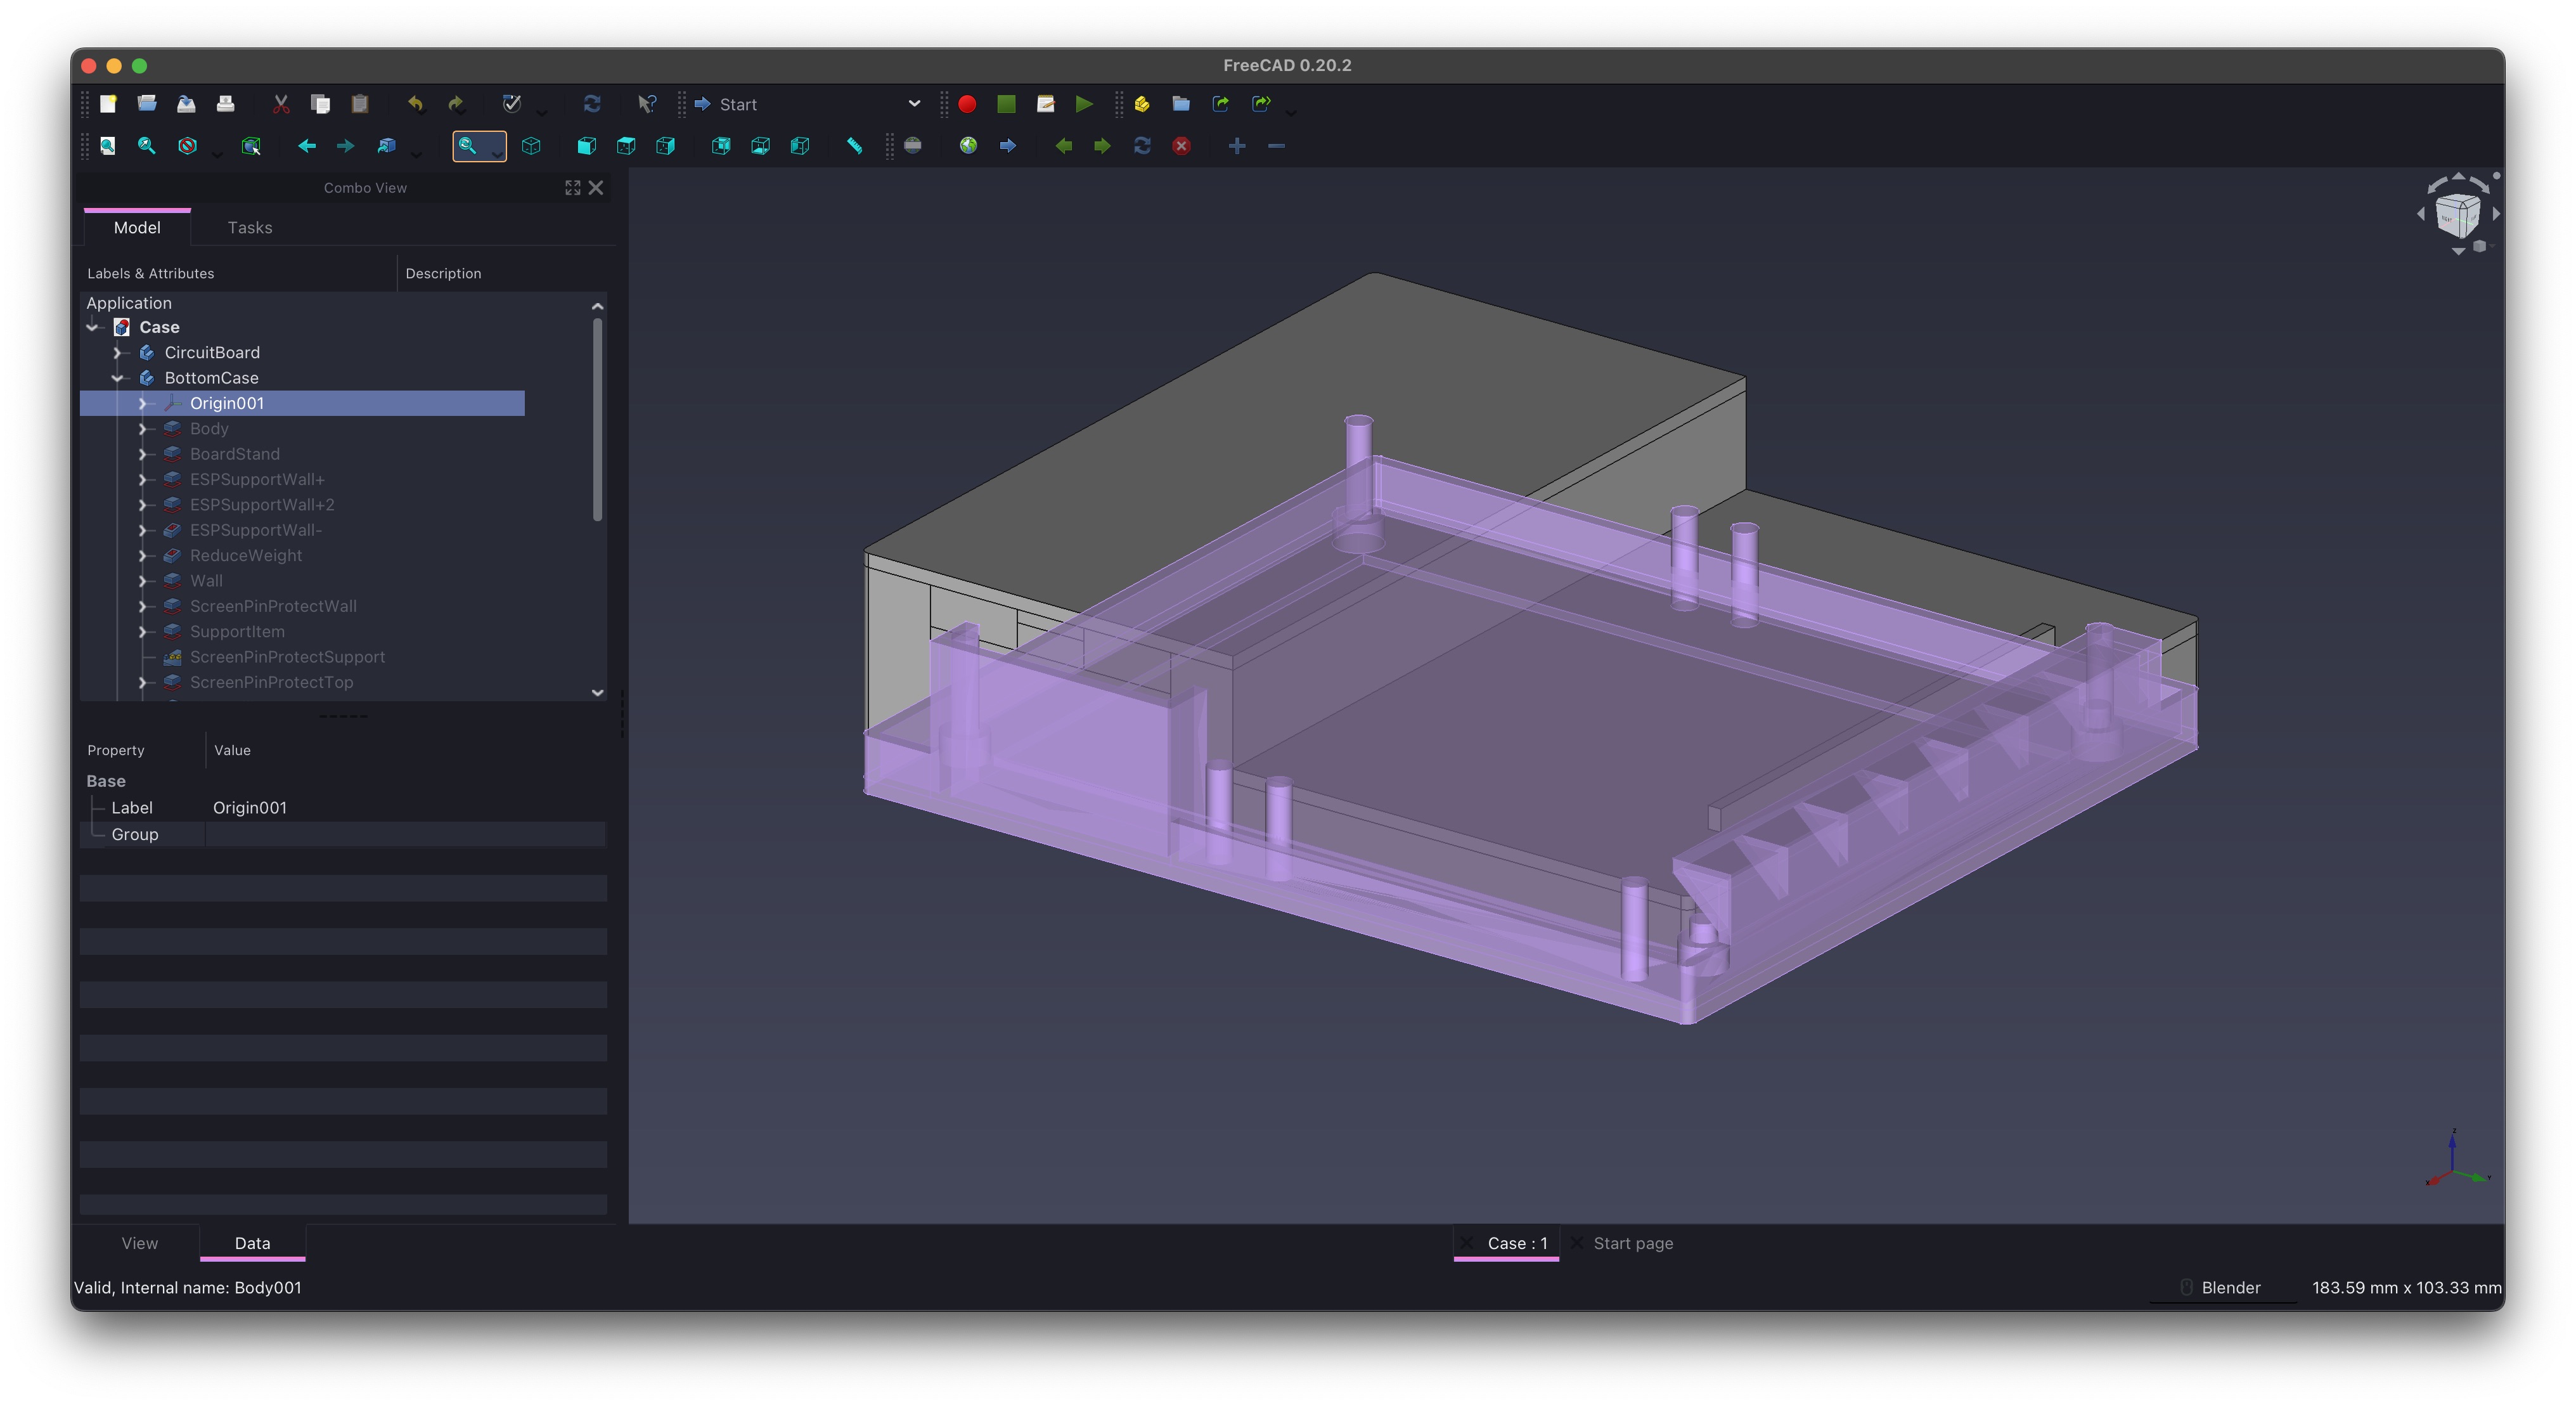 FreeCAD 0.20.2
Start
Combo View
Model
Tasks
Labels & Attributes
Description
Application
Case
CircuitBoard
BottomCase
Origin001
Body
BoardStand
ESPSupportWall+
ESPSupportWall+2
ESPSupportWall-
ReduceWeight
Wall
ScreenPinProtectWall
SupportItem
ScreenPinProtectSupport
ScreenPinProtectTop
Property
Value
Base
Label
Origin001
Group
View
Data
Case : 1
Start page
Valid, Internal name: Body001
Blender
183.59 mm x 103.33 mm
Z
X
Y